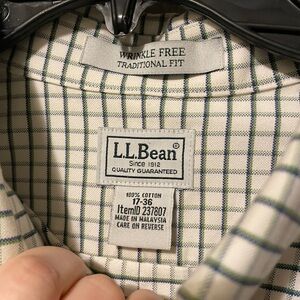 WRINKLE FREE
TRADITIONAL FIT
L.L.Bean®
Since 1912
QUALITY GUARANTEED
100% COTTON
17-36
ItemID 237807
MADE IN MALAYSIA
CARE ON REVERSE